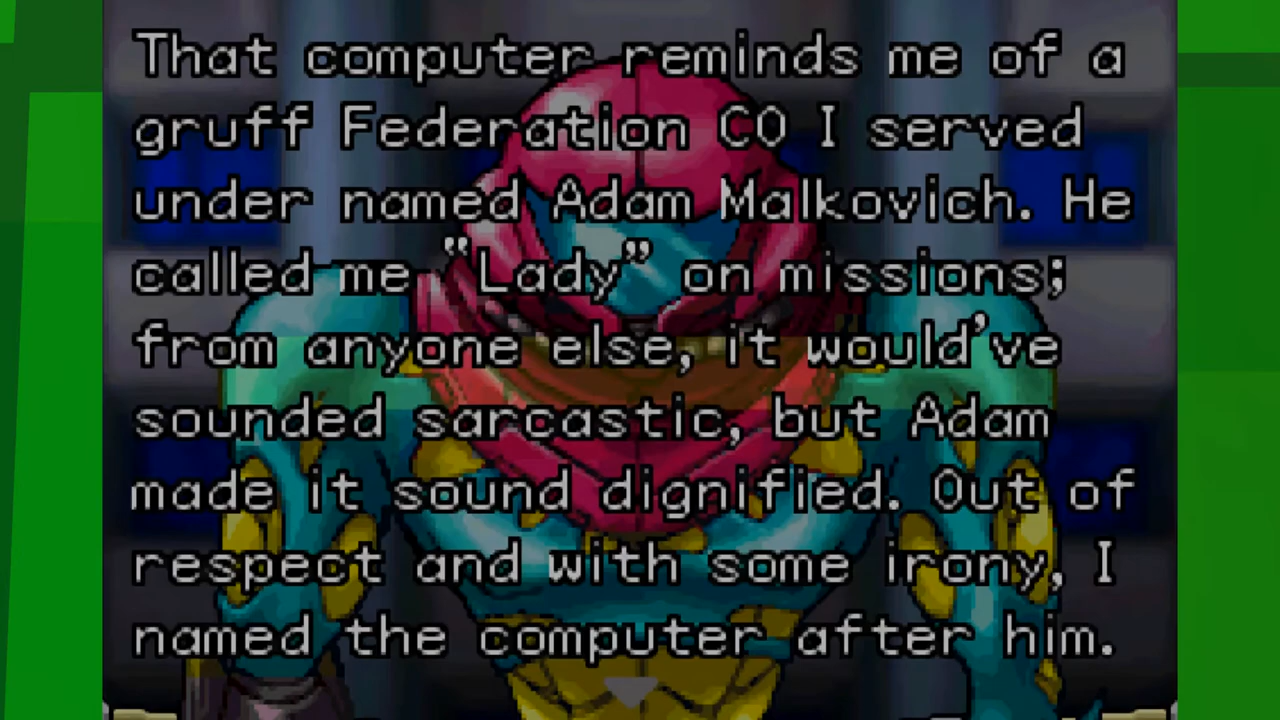 That computer reminds me of a
gruff Federation CO I served
under named Adam Malkovich. He
called me "Lady" on missions;
from anyone else, it would've
sounded sarcastic, but Adam
made it sound dignified. Out of
respect and with some irony, I
named the computer after him.